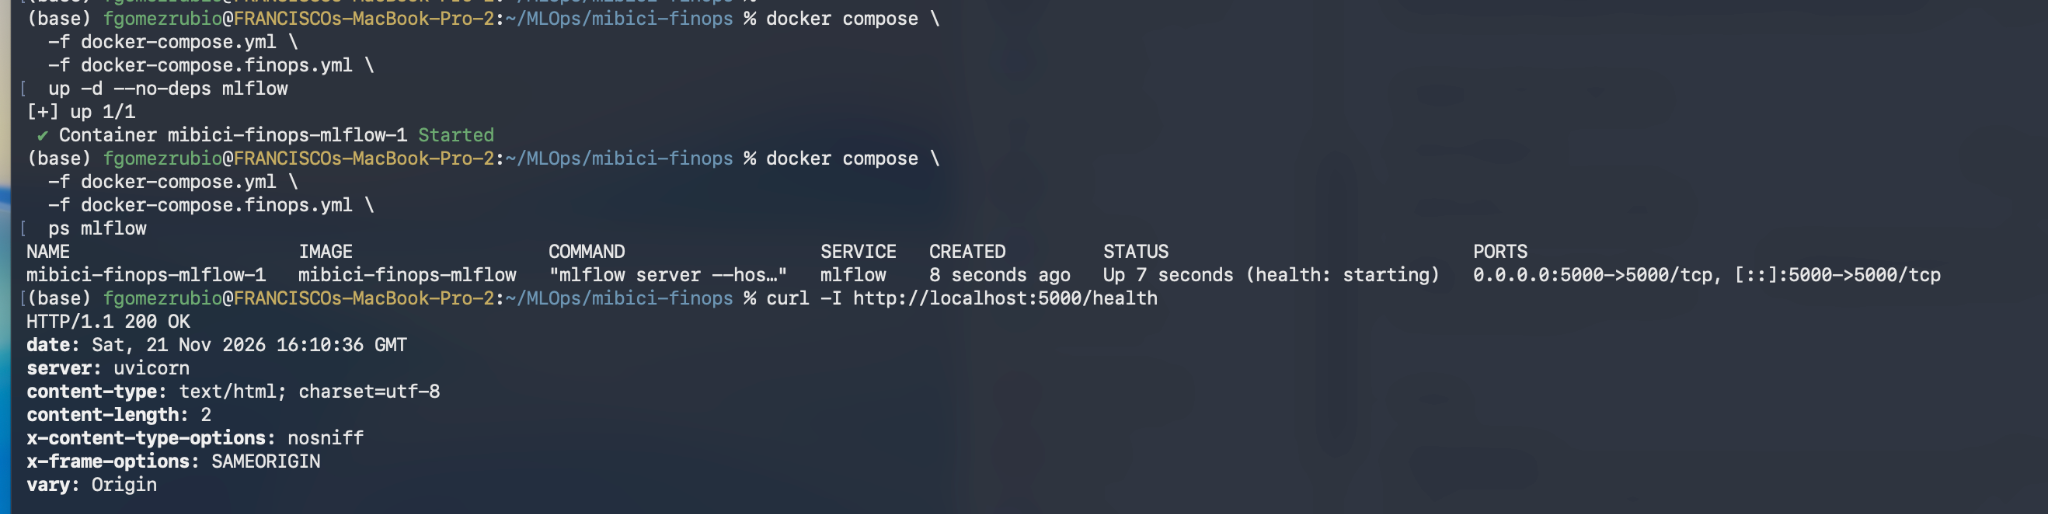 (base) fgomezrubio@FRANCISCOs-MacBook-Pro-2:~/MLOps/mibici-finops % docker compose \
-f docker-compose.yml \
-f docker-compose.finops.yml \
[ up -d --no-deps mlflow
[+] up 1/1
✔ Container mibici-finops-mlflow-1 Started
(base) fgomezrubio@FRANCISCOs-MacBook-Pro-2:~/MLOps/mibici-finops % docker compose \
-f docker-compose.yml \
-f docker-compose.finops.yml \
[ ps mlflow
NAME IMAGE COMMAND SERVICE CREATED STATUS PORTS
mibici-finops-mlflow-1 mibici-finops-mlflow "mlflow server --hos…" mlflow 8 seconds ago Up 7 seconds (health: starting) 0.0.0.0:5000->5000/tcp, [::]:5000->5000/tcp
[(base) fgomezrubio@FRANCISCOs-MacBook-Pro-2:~/MLOps/mibici-finops % curl -I http://localhost:5000/health
HTTP/1.1 200 OK
date: Sat, 21 Nov 2026 16:10:36 GMT
server: uvicorn
content-type: text/html; charset=utf-8
content-length: 2
x-content-type-options: nosniff
x-frame-options: SAMEORIGIN
vary: Origin